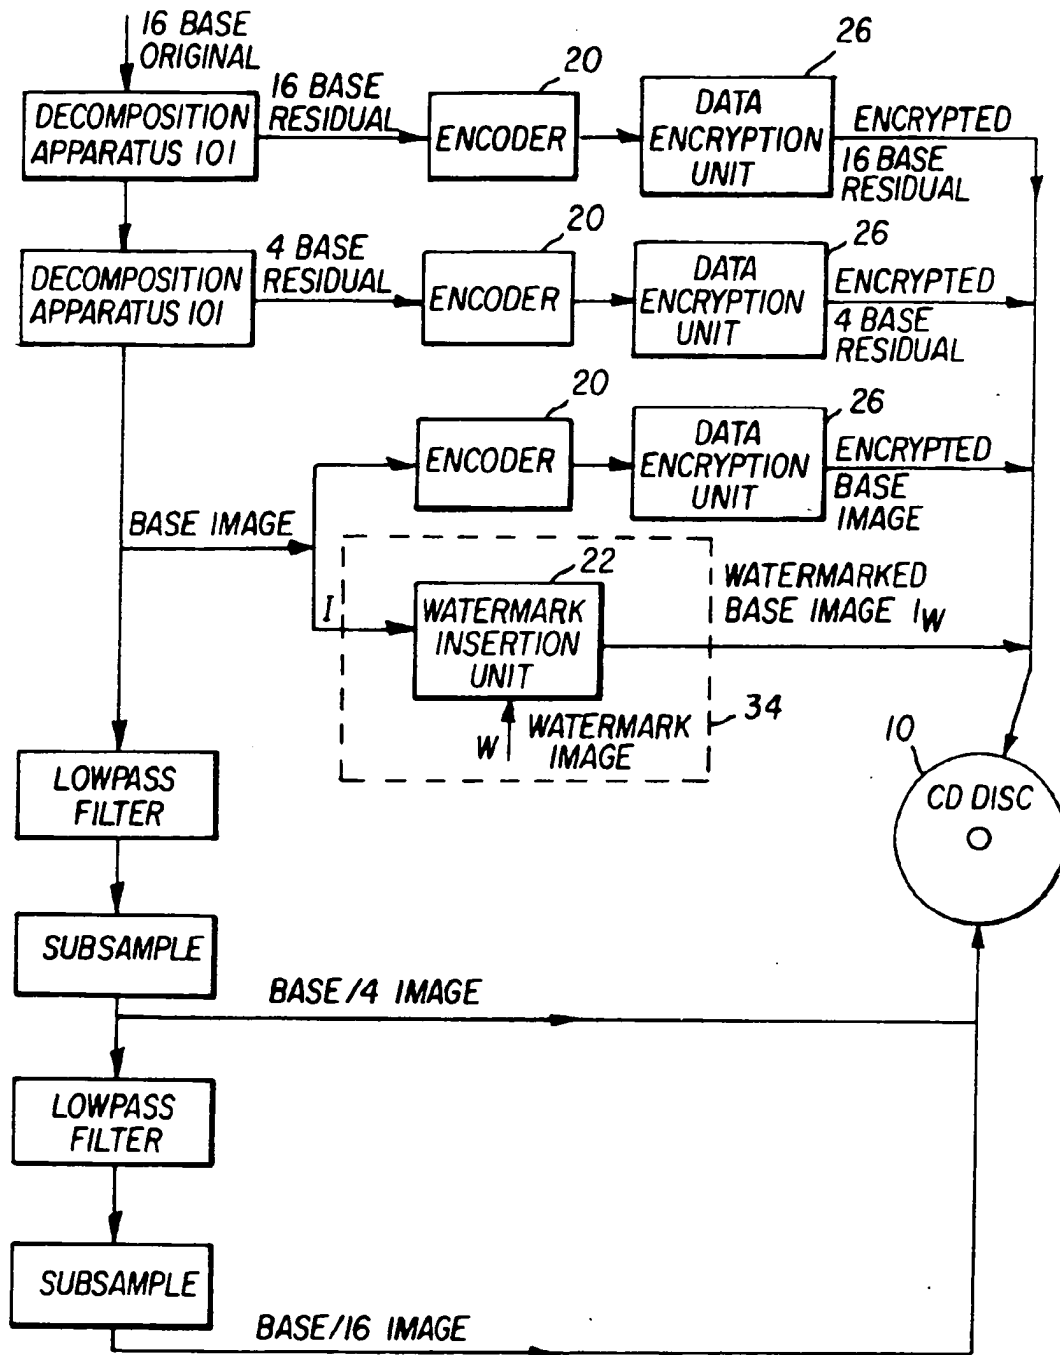 16 BASE
ORIGINAL
DECOMPOSITION
APPARATUS 101
16 BASE
RESIDUAL
20
ENCODER
26
DATA
ENCRYPTION
UNIT
ENCRYPTED
16 BASE
RESIDUAL
DECOMPOSITION
APPARATUS 101
4 BASE
RESIDUAL
20
ENCODER
26
DATA
ENCRYPTION
UNIT
ENCRYPTED
4 BASE
RESIDUAL
BASE IMAGE
20
ENCODER
26
DATA
ENCRYPTION
UNIT
ENCRYPTED
BASE
IMAGE
I
22
WATERMARK
INSERTION
UNIT
W
WATERMARK
IMAGE
34
WATERMARKED
BASE IMAGE IW
10
CD DISC
LOWPASS
FILTER
SUBSAMPLE
BASE/4 IMAGE
LOWPASS
FILTER
SUBSAMPLE
BASE/16 IMAGE